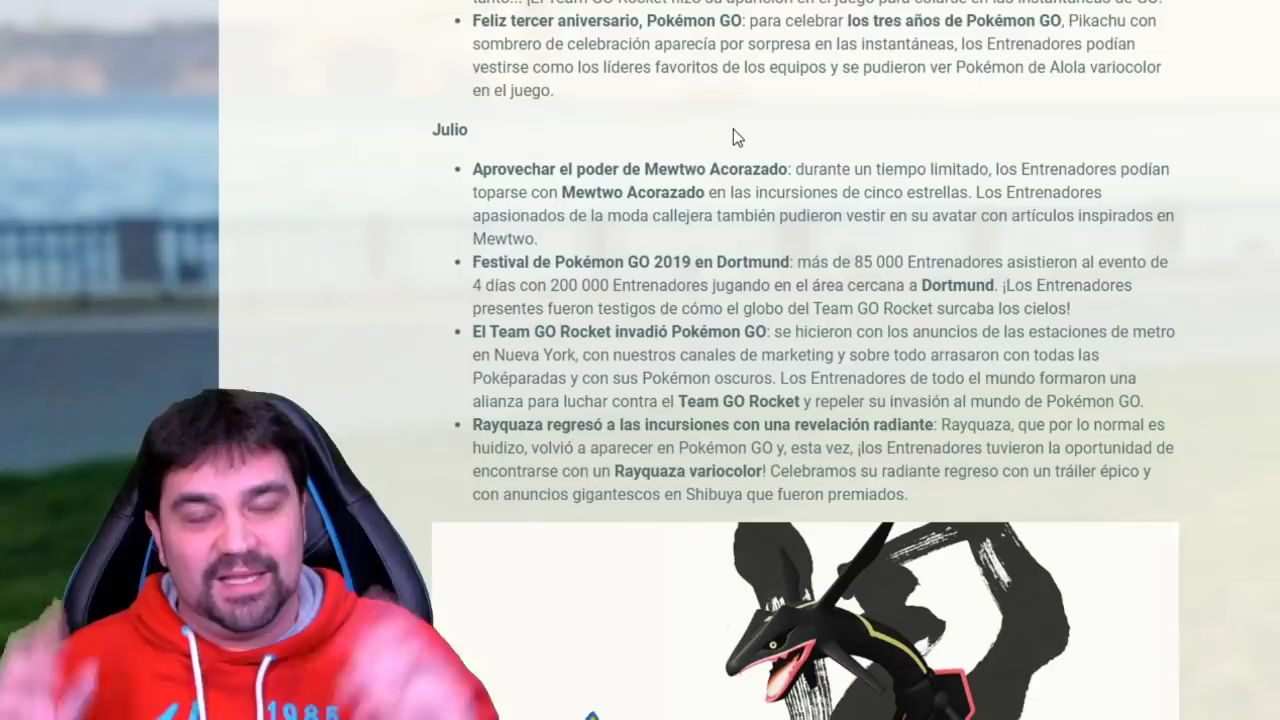 tanto... ¡El Team GO Rocket hizo su aparición en el juego para colarse en las instantáneas de GO!
• Feliz tercer aniversario, Pokémon GO: para celebrar los tres años de Pokémon GO, Pikachu con
sombrero de celebración aparecía por sorpresa en las instantáneas, los Entrenadores podían
vestirse como los líderes favoritos de los equipos y se pudieron ver Pokémon de Alola variocolor
en el juego.
Julio
• Aprovechar el poder de Mewtwo Acorazado: durante un tiempo limitado, los Entrenadores podían
toparse con Mewtwo Acorazado en las incursiones de cinco estrellas. Los Entrenadores
apasionados de la moda callejera también pudieron vestir en su avatar con artículos inspirados en
Mewtwo.
• Festival de Pokémon GO 2019 en Dortmund: más de 85 000 Entrenadores asistieron al evento de
4 días con 200 000 Entrenadores jugando en el área cercana a Dortmund. ¡Los Entrenadores
presentes fueron testigos de cómo el globo del Team GO Rocket surcaba los cielos!
• El Team GO Rocket invadió Pokémon GO: se hicieron con los anuncios de las estaciones de metro
en Nueva York, con nuestros canales de marketing y sobre todo arrasaron con todas las
Poképaradas y con sus Pokémon oscuros. Los Entrenadores de todo el mundo formaron una
alianza para luchar contra el Team GO Rocket y repeler su invasión al mundo de Pokémon GO.
• Rayquaza regresó a las incursiones con una revelación radiante: Rayquaza, que por lo normal es
huidizo, volvió a aparecer en Pokémon GO y, esta vez, ¡los Entrenadores tuvieron la oportunidad de
encontrarse con un Rayquaza variocolor! Celebramos su radiante regreso con un tráiler épico y
con anuncios gigantescos en Shibuya que fueron premiados.
1985